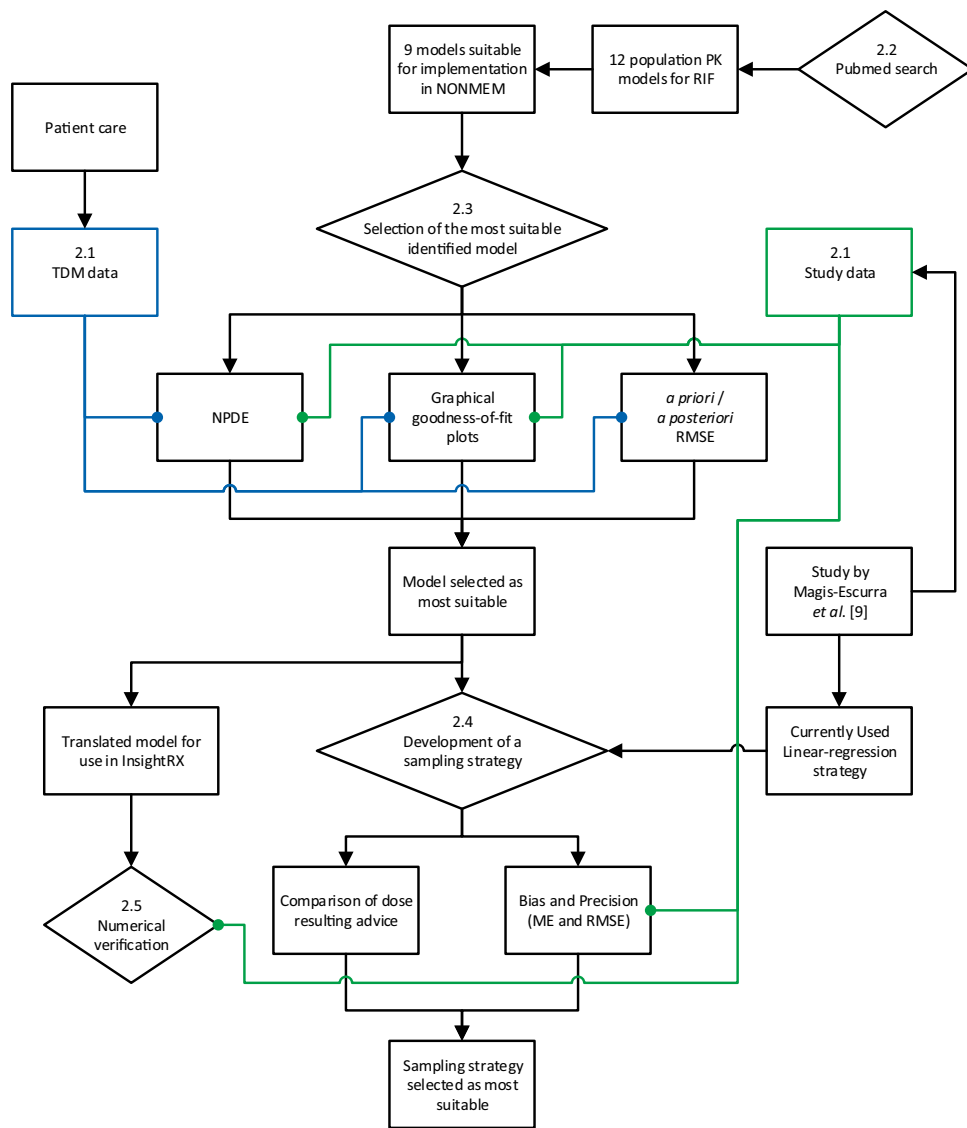 9 models suitable
for implementation
in NONMEM
12 population PK
models for RIF
2.2
Pubmed search
Patient care
2.3
Selection of the most suitable
identified model
2.1
TDM data
2.1
Study data
NPDE
Graphical
goodness-of-fit
plots
a priori /
a posteriori
RMSE
Model selected as
most suitable
Study by
Magis-Escurra
et al. [9]
Translated model for
use in InsightRX
2.4
Development of a
sampling strategy
Currently Used
Linear-regression
strategy
2.5
Numerical
verification
Comparison of dose
resulting advice
Bias and Precision
(ME and RMSE)
Sampling strategy
selected as most
suitable